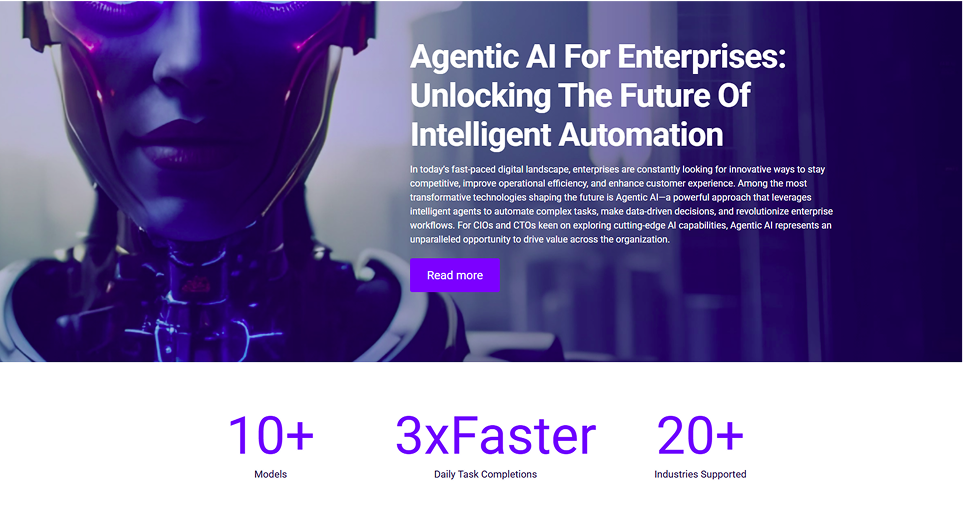 Agentic AI For Enterprises:
Unlocking The Future Of
Intelligent Automation
In today's fast-paced digital landscape, enterprises are constantly looking for innovative ways to stay
competitive, improve operational efficiency, and enhance customer experience. Among the most
transformative technologies shaping the future is Agentic AI—a powerful approach that leverages
intelligent agents to automate complex tasks, make data-driven decisions, and revolutionize enterprise
workflows. For CIOs and CTOs keen on exploring cutting-edge AI capabilities, Agentic AI represents an
unparalleled opportunity to drive value across the organization.
Read more
10+ 3xFaster 20+
Models Daily Task Completions Industries Supported